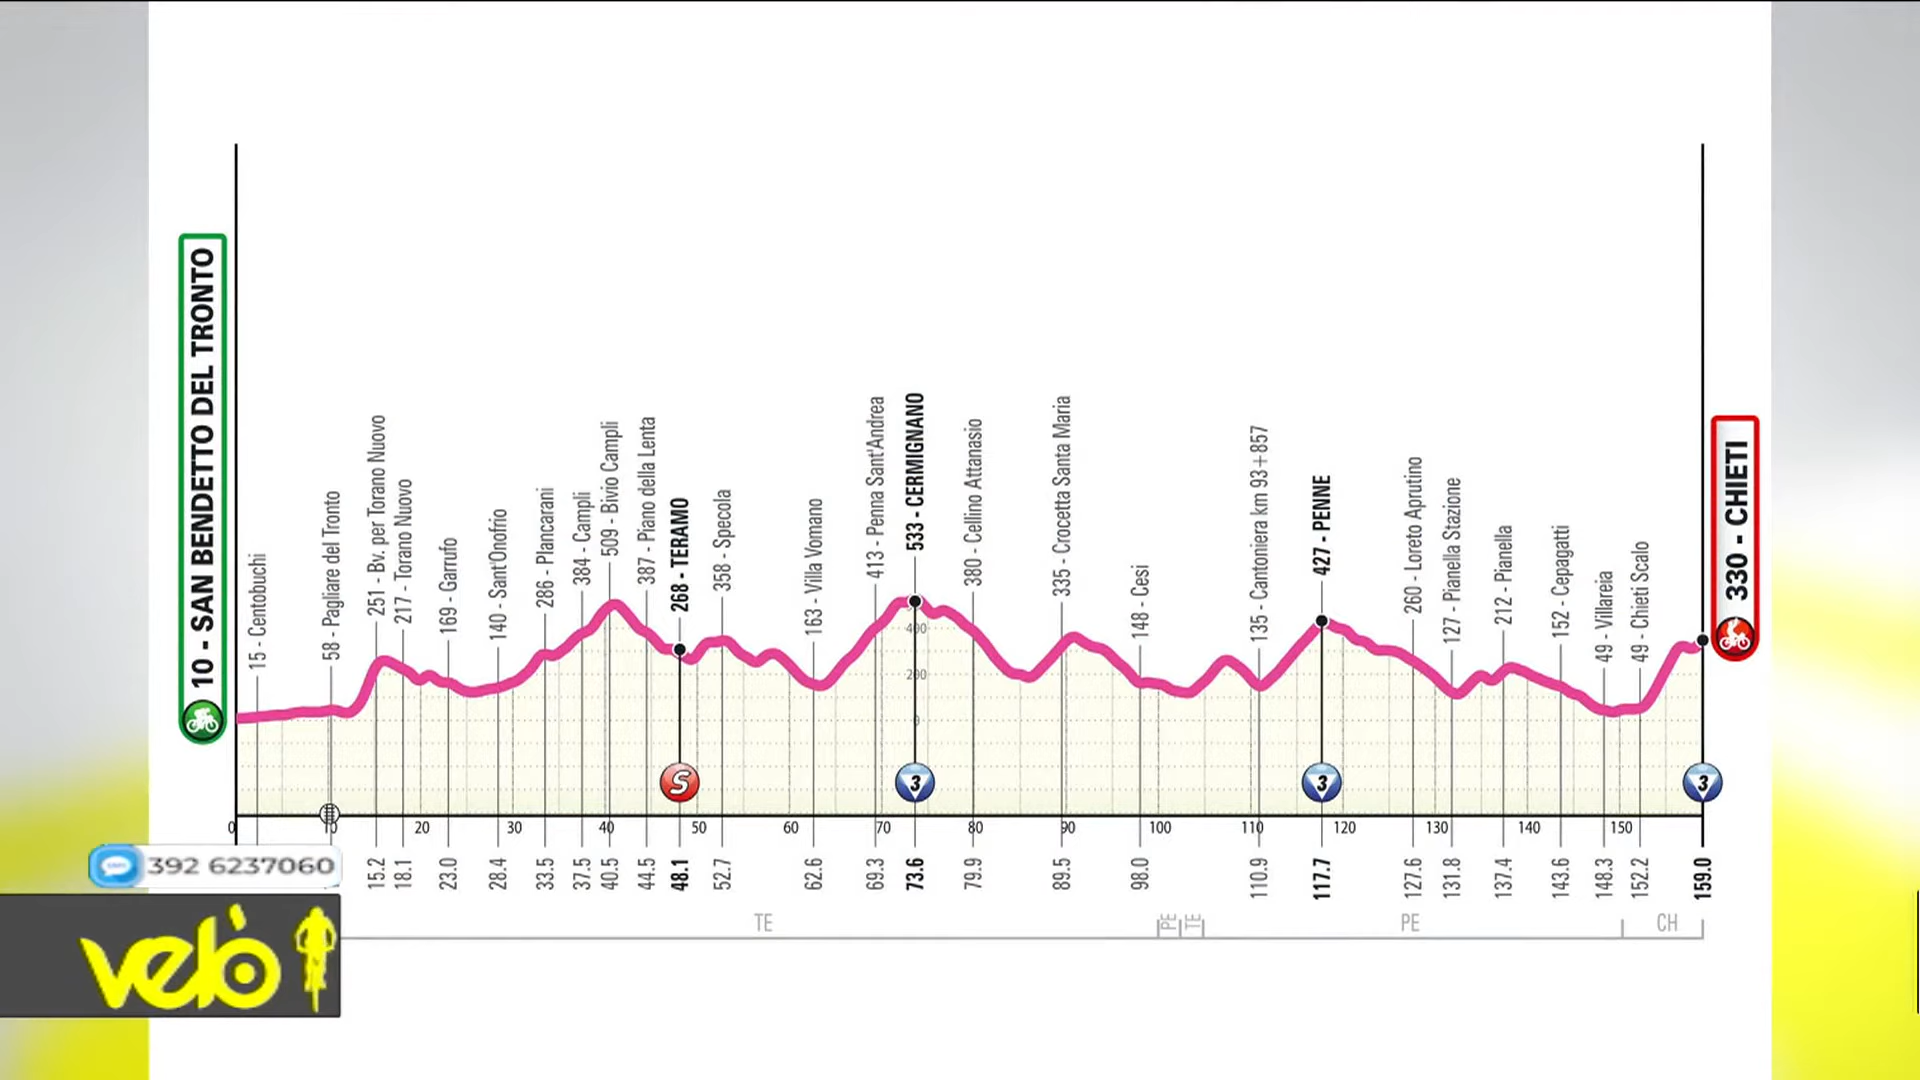 10 - SAN BENDETTO DEL TRONTO
15 - Centobuchi
58 - Pagliare del Tronto
251 - Bv. per Torano Nuovo
217 - Torano Nuovo
169 - Garrufo
140 - Sant'Onofrio
286 - Plancarani
384 - Campli
509 - Bivio Campli
387 - Piano della Lenta
268 - TERAMO
358 - Specola
163 - Villa Vomano
413 - Penna Sant'Andrea
533 - CERMIGNANO
380 - Cellino Attanasio
335 - Crocetta Santa Maria
148 - Cesi
135 - Cantoniera km 93+857
427 - PENNE
260 - Loreto Aprutino
127 - Pianella Stazione
212 - Pianella
152 - Cepagatti
49 - Villareia
49 - Chieti Scalo
330 - CHIETI
400
200
0
S
3
3
3
0 10 20 30 40 50 60 70 80 90 100 110 120 130 140 150
15.2 18.1 23.0 28.4 33.5 37.5 40.5 44.5 48.1 52.7 62.6 69.3 73.6 79.9 89.5 98.0 110.9 117.7 127.6 131.8 137.4 143.6 148.3 152.2 159.0
TE PE TE PE CH
392 6237060
velò